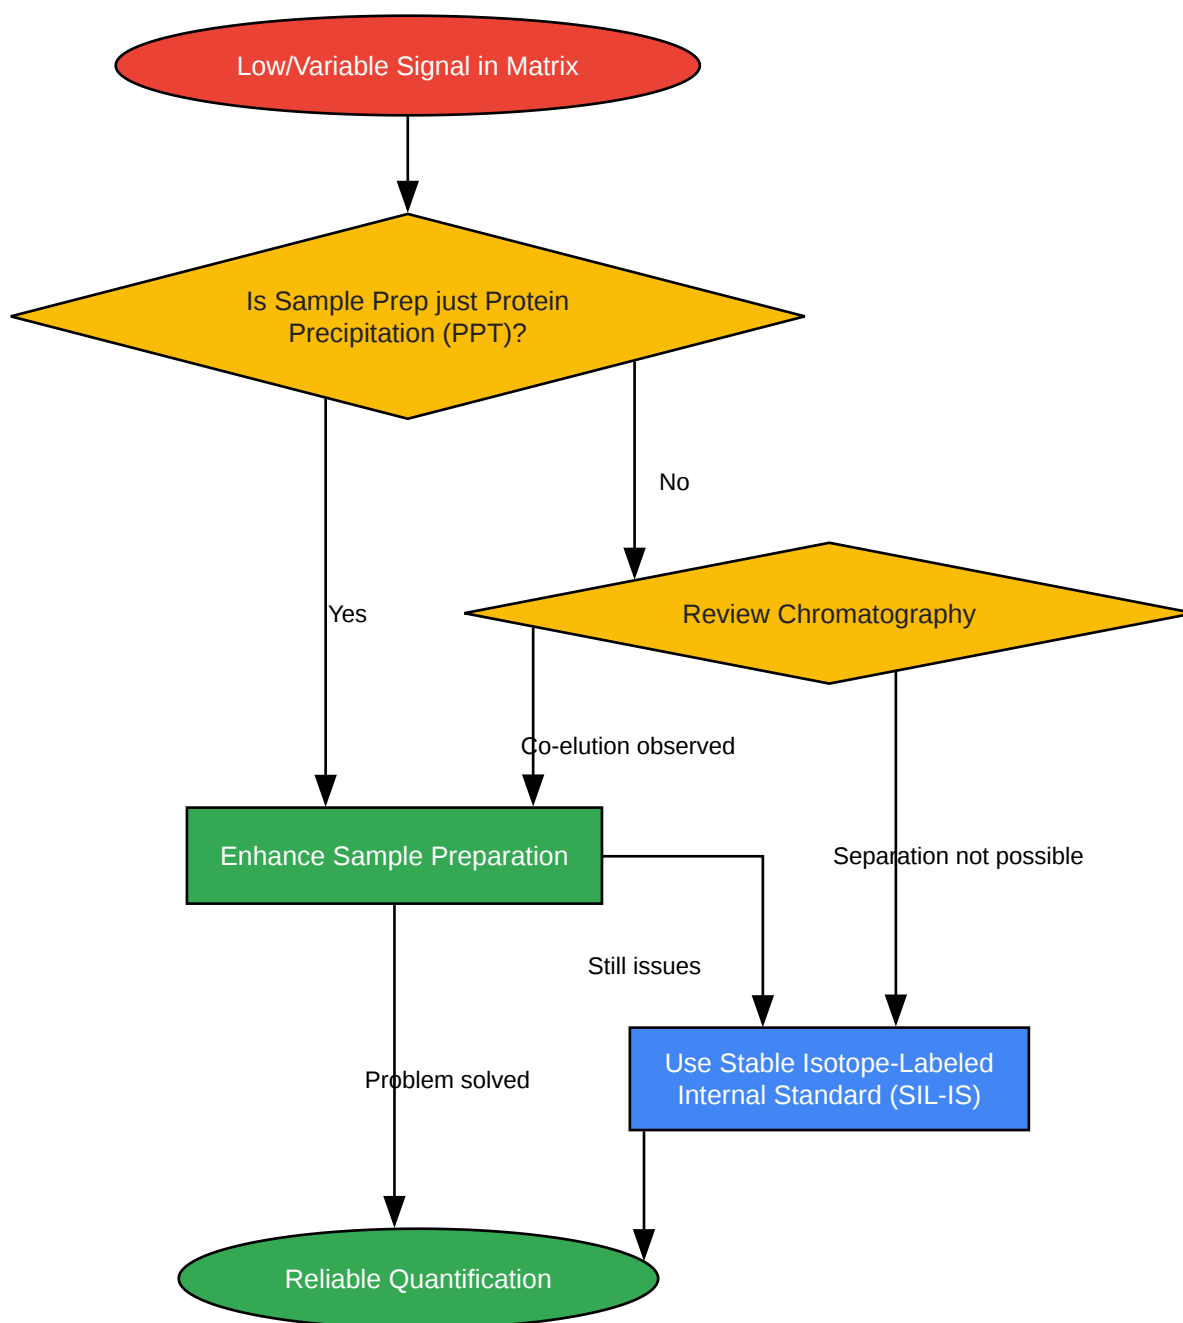 Low/Variable Signal in Matrix
Is Sample Prep just Protein
Precipitation (PPT)?
No
Yes
Review Chromatography
Co-elution observed
Enhance Sample Preparation
Separation not possible
Still issues
Use Stable Isotope-Labeled
Internal Standard (SIL-IS)
Problem solved
Reliable Quantification